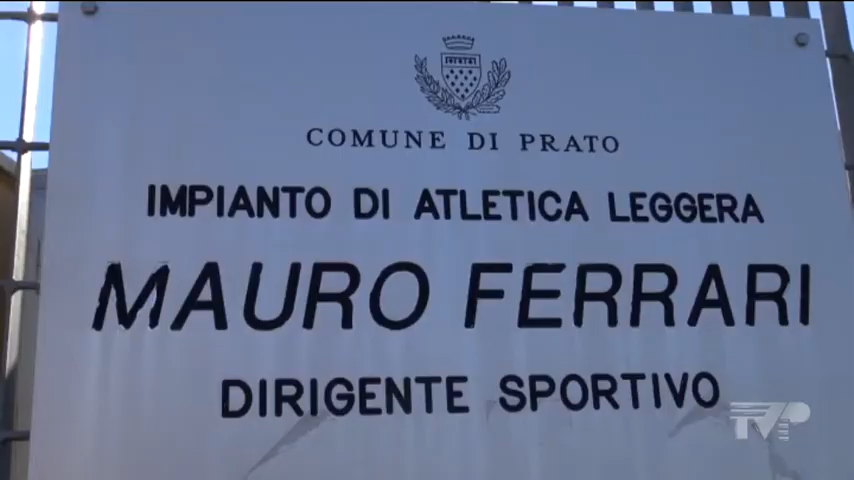 COMUNE DI PRATO
IMPIANTO DI ATLETICA LEGGERA
MAURO FERRARI
DIRIGENTE SPORTIVO
TVP